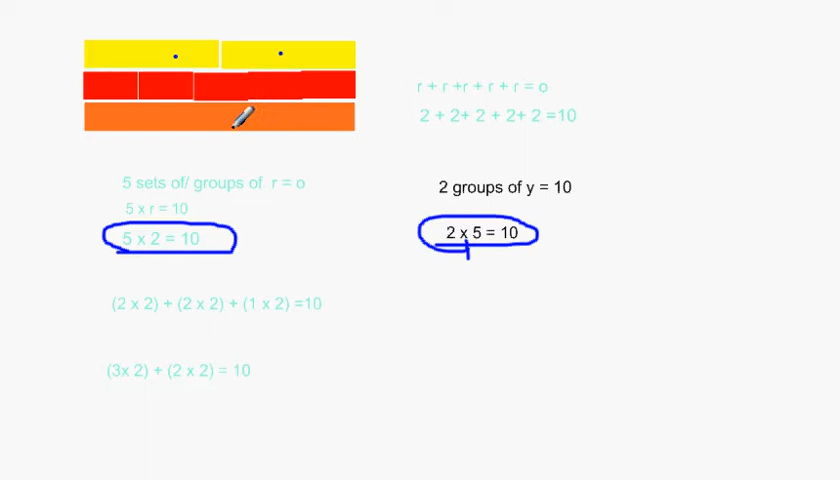 r + r +r + r + r = o
2 + 2+ 2 + 2+ 2 =10
5 sets of/ groups of  r = o
5 x r = 10
5 x 2 = 10
2 groups of y = 10
2 x 5 = 10
(2 x 2) + (2 x 2) + (1 x 2) =10
(3x 2) + (2 x 2) = 10